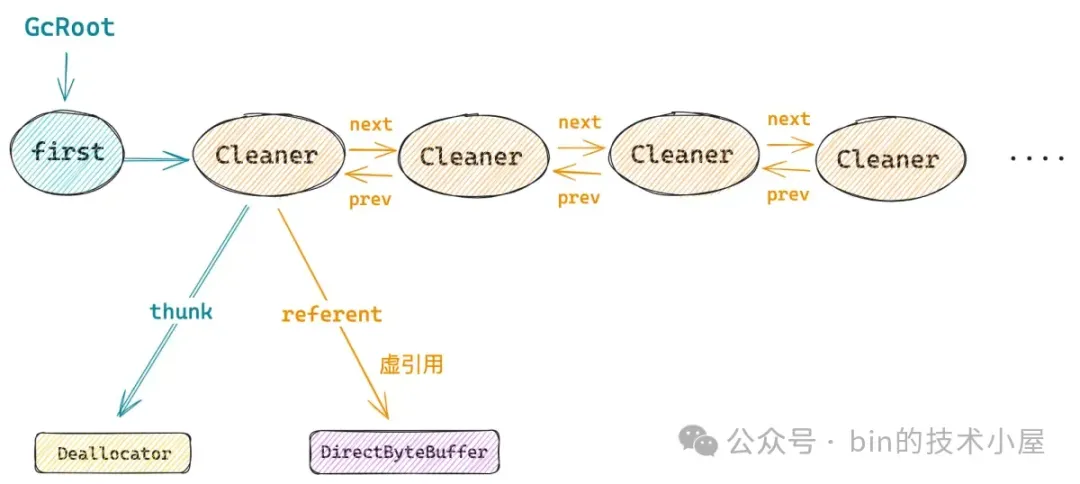 GcRoot
first
Cleaner
next
prev
Cleaner
next
prev
Cleaner
next
prev
Cleaner
····
thunk
referent
虚引用
Deallocator
DirectByteBuffer
公众号 · bin的技术小屋